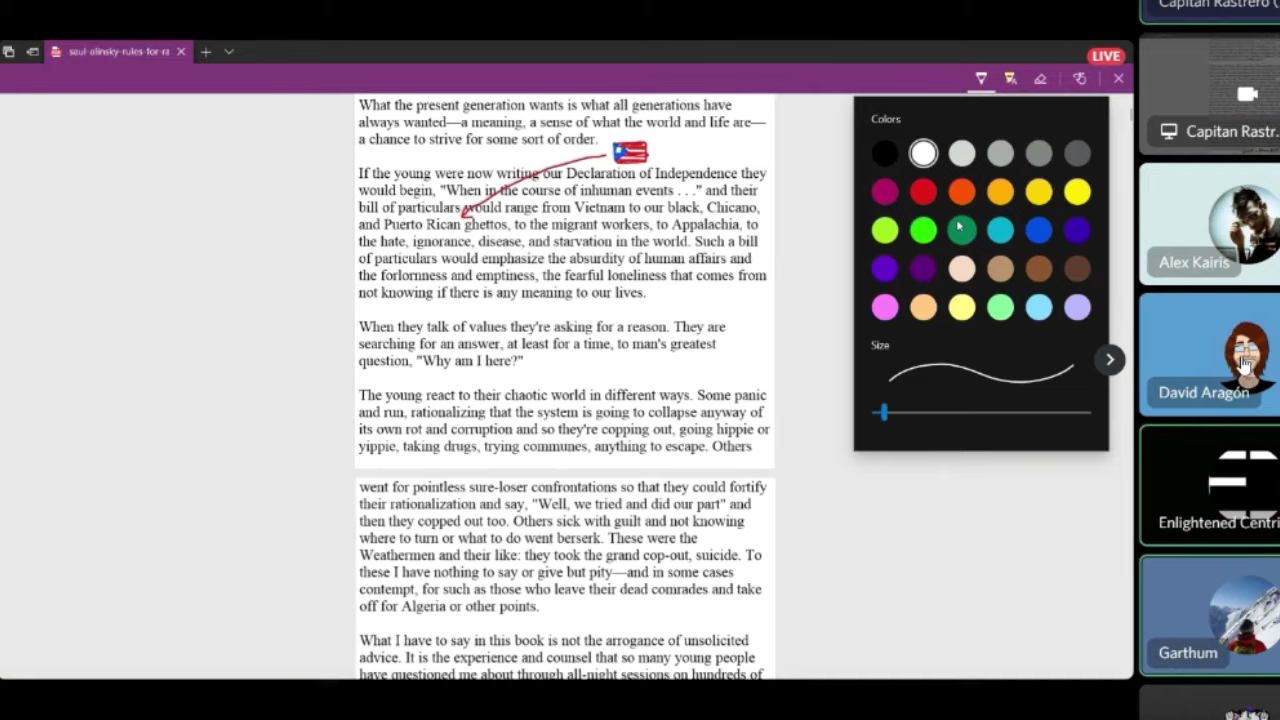 Capitan Rastrero (
saul-alinsky-rules-for-ra
LIVE
What the present generation wants is what all generations have
always wanted—a meaning, a sense of what the world and life are—
a chance to strive for some sort of order.
If the young were now writing our Declaration of Independence they
would begin, "When in the course of inhuman events . . ." and their
bill of particulars would range from Vietnam to our black, Chicano,
and Puerto Rican ghettos, to the migrant workers, to Appalachia, to
the hate, ignorance, disease, and starvation in the world. Such a bill
of particulars would emphasize the absurdity of human affairs and
the forlornness and emptiness, the fearful loneliness that comes from
not knowing if there is any meaning to our lives.
When they talk of values they're asking for a reason. They are
searching for an answer, at least for a time, to man's greatest
question, "Why am I here?"
The young react to their chaotic world in different ways. Some panic
and run, rationalizing that the system is going to collapse anyway of
its own rot and corruption and so they're copping out, going hippie or
yippie, taking drugs, trying communes, anything to escape. Others
went for pointless sure-loser confrontations so that they could fortify
their rationalization and say, "Well, we tried and did our part" and
then they copped out too. Others sick with guilt and not knowing
where to turn or what to do went berserk. These were the
Weathermen and their like: they took the grand cop-out, suicide. To
these I have nothing to say or give but pity—and in some cases
contempt, for such as those who leave their dead comrades and take
off for Algeria or other points.
What I have to say in this book is not the arrogance of unsolicited
advice. It is the experience and counsel that so many young people
have questioned me about through all-night sessions on hundreds of
Colors
Size
Capitan Rastr.
Alex Kairis
David Aragón
Enlightened Centri
Garthum